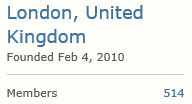 London, United
Kingdom
Founded Feb 4, 2010
Members 514